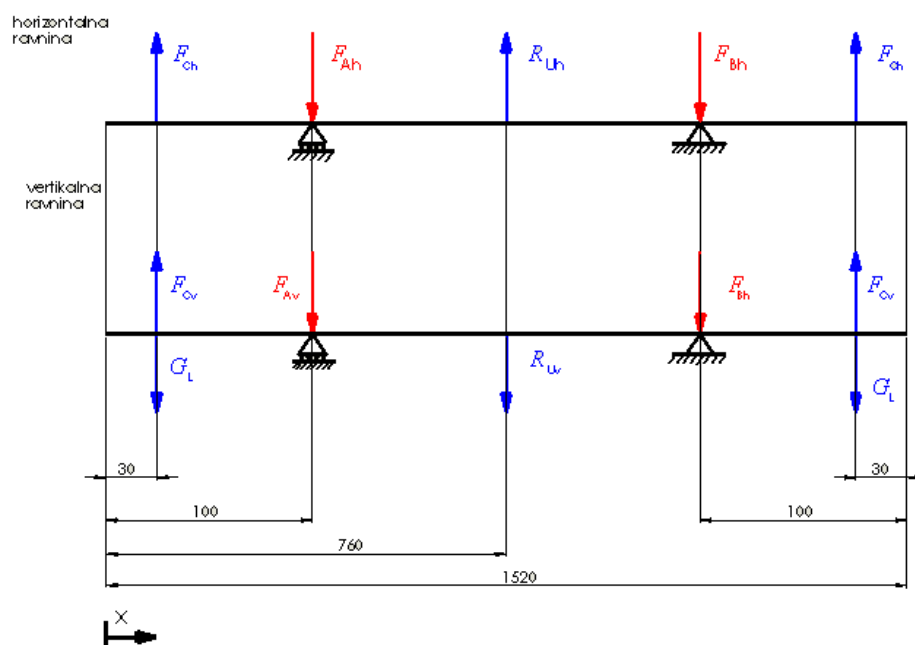 horizontalna
ravnina
F_Ch
F_Ah
R_Uh
F_Bh
F_Ch
vertikalna
ravnina
F_Cv
F_Av
F_Bh
F_Cv
G_L
R_Uv
G_L
30
30
100
100
760
1520
X